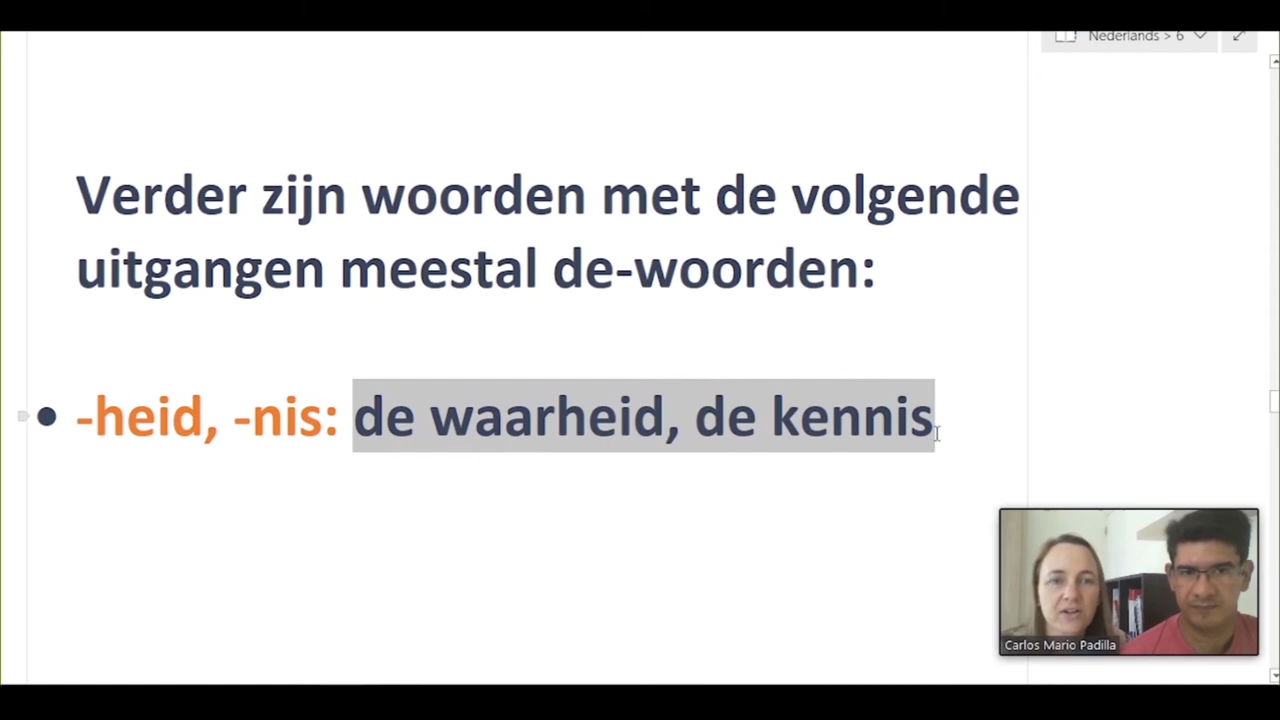 Nederlands > 6
Verder zijn woorden met de volgende
uitgangen meestal de-woorden:
• -heid, -nis: de waarheid, de kennis
Carlos Mario Padilla